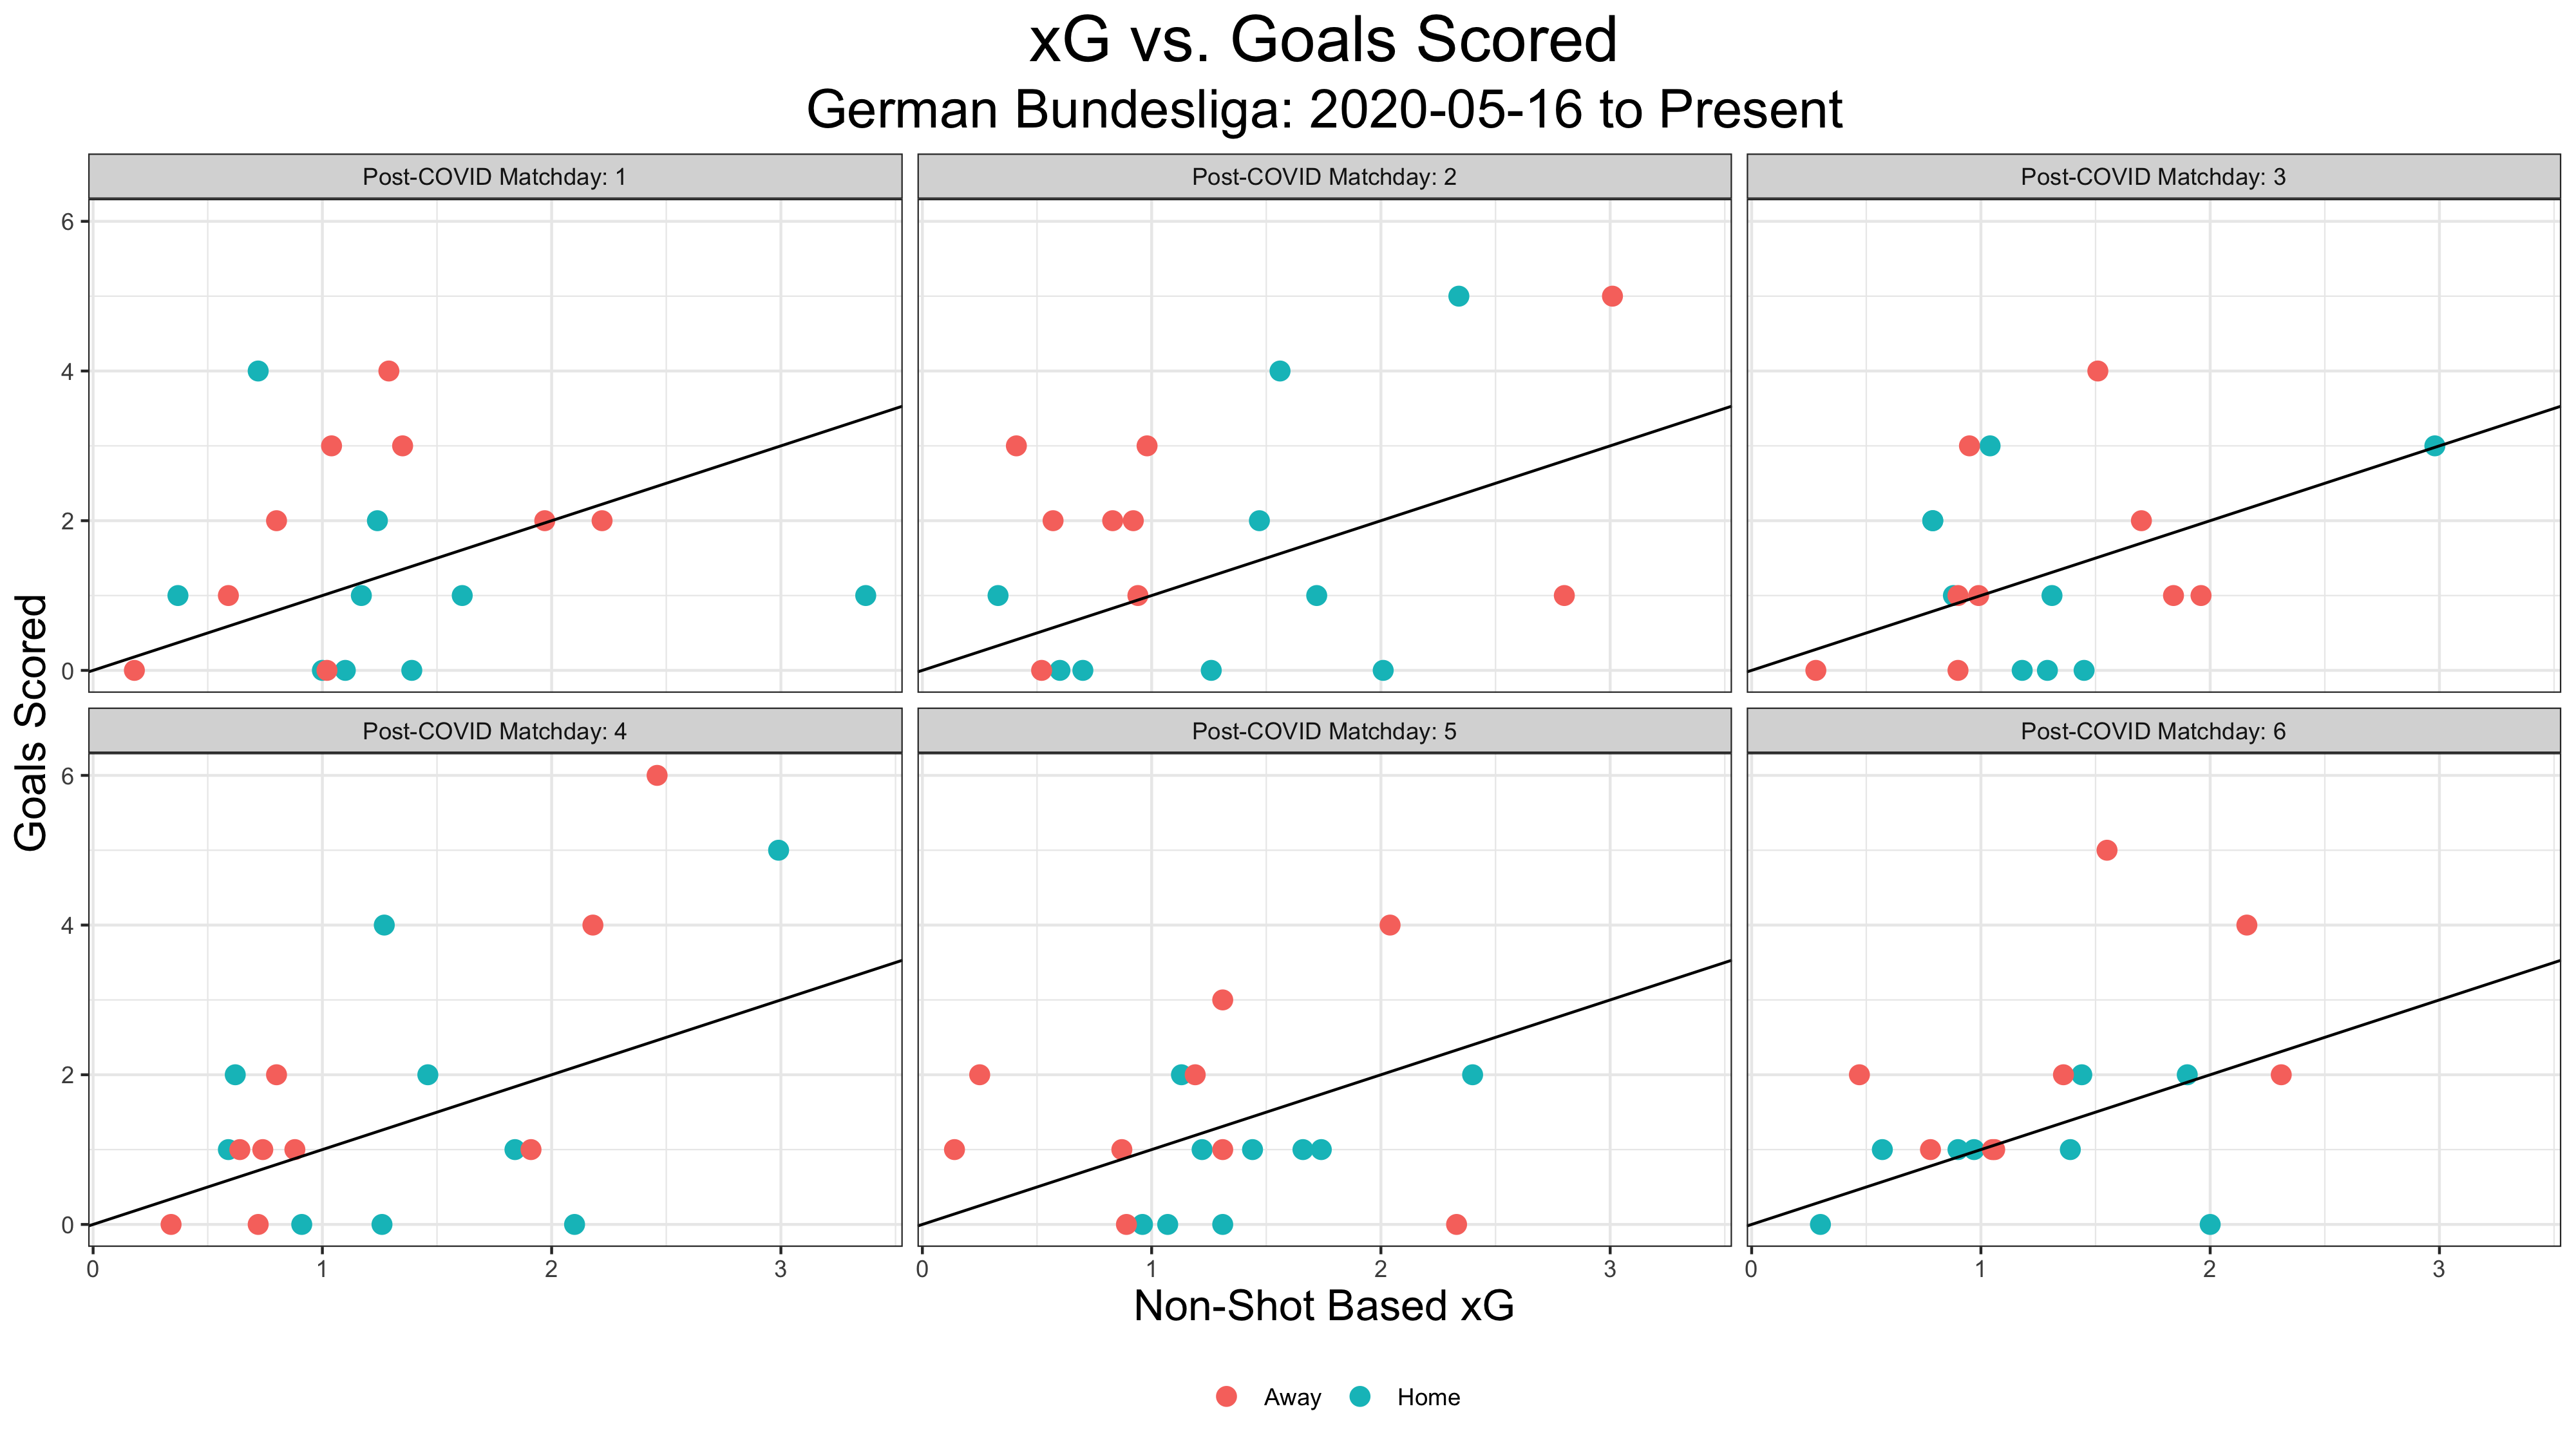 xG vs. Goals Scored
German Bundesliga: 2020-05-16 to Present
Post-COVID Matchday: 1
Post-COVID Matchday: 2
Post-COVID Matchday: 3
6
4
2
0
Goals Scored
Post-COVID Matchday: 4
Post-COVID Matchday: 5
Post-COVID Matchday: 6
6
4
2
0
0 1 2 3
0 1 2 3
0 1 2 3
Non-Shot Based xG
Away Home